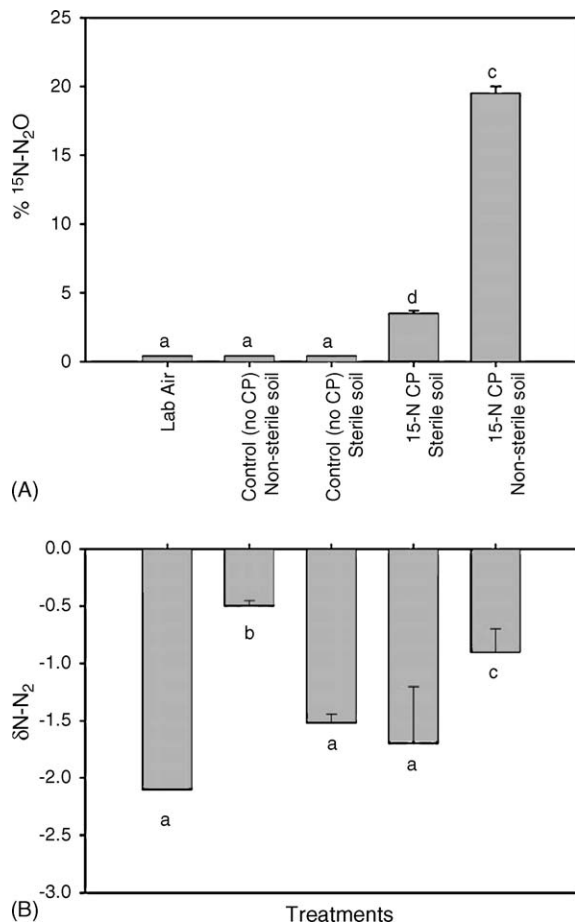 25
20
15
10
5
0
% ¹⁵N-N₂O
a
a
a
d
c
Lab Air
Control (no CP)
Non-sterile soil
Control (no CP)
Sterile soil
15-N CP
Sterile soil
15-N CP
Non-sterile soil
(A)
0.0
-0.5
-1.0
-1.5
-2.0
-2.5
-3.0
δN-N₂
a
b
a
a
c
(B)
Treatments